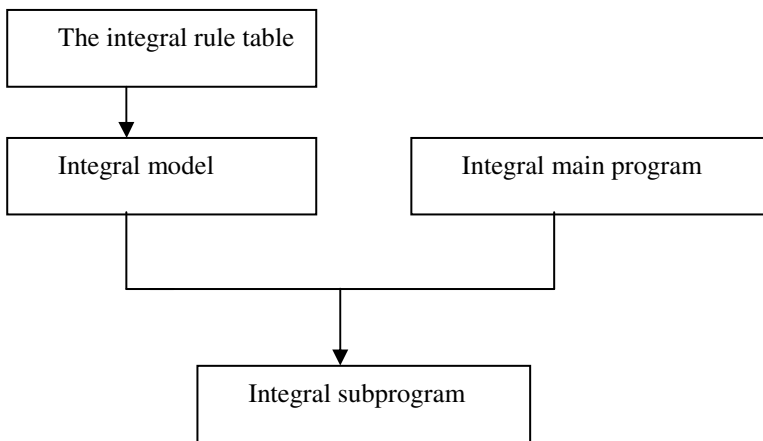 The integral rule table
Integral model
Integral main program
Integral subprogram